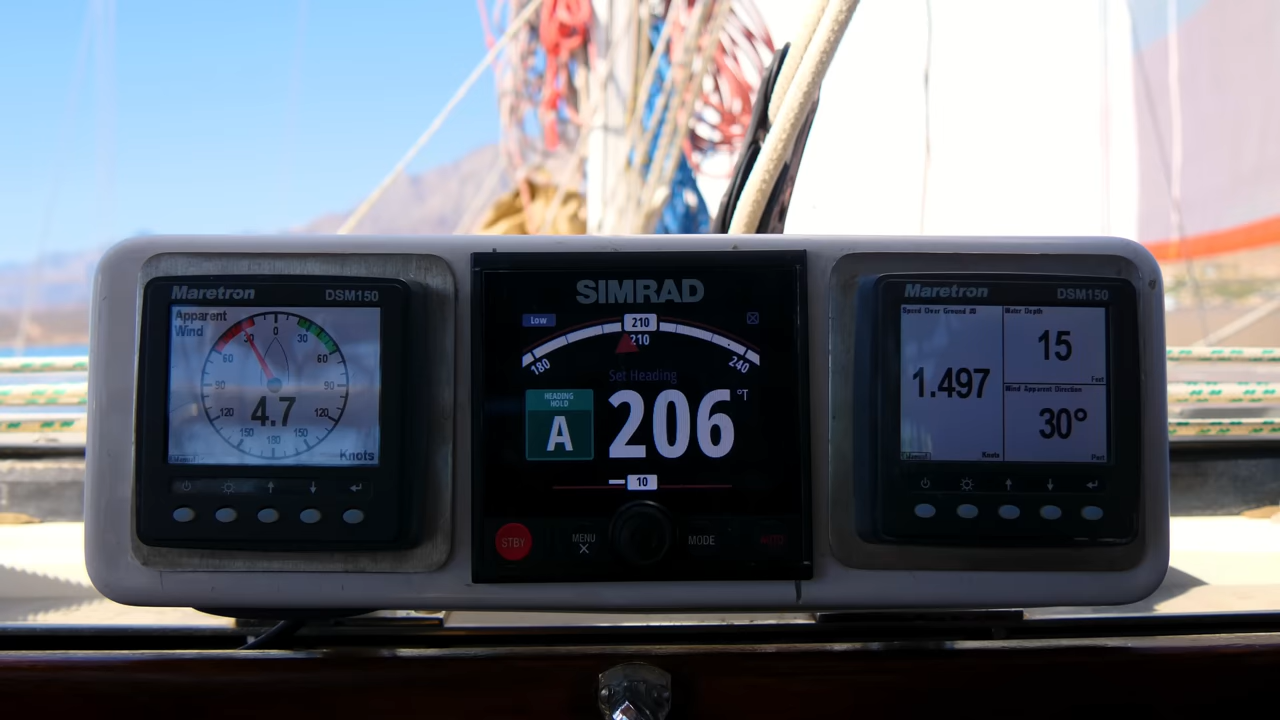 Maretron
DSM150
Apparent
Wind
0
30
30
60
60
90
90
120
120
150
150
180
4.7
Knots
SIMRAD
Low
210
210
180
240
Set Heading
HEADING
HOLD
A
206
°T
10
STBY
MENU
MODE
AUTO
Maretron
DSM150
Speed Over Ground
1.497
Knots
Water Depth
15
Feet
Wind Apparent Direction
30°
Port